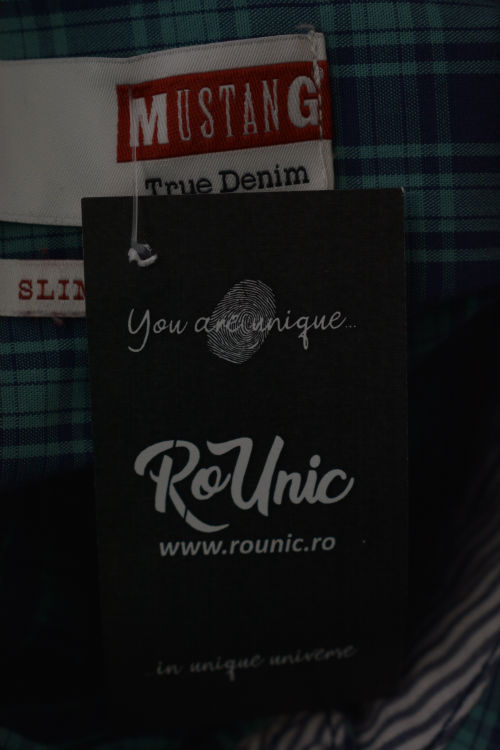 MUSTANG
True Denim
SLIM
You are unique...
RoUnic
www.rounic.ro
...in unique universe